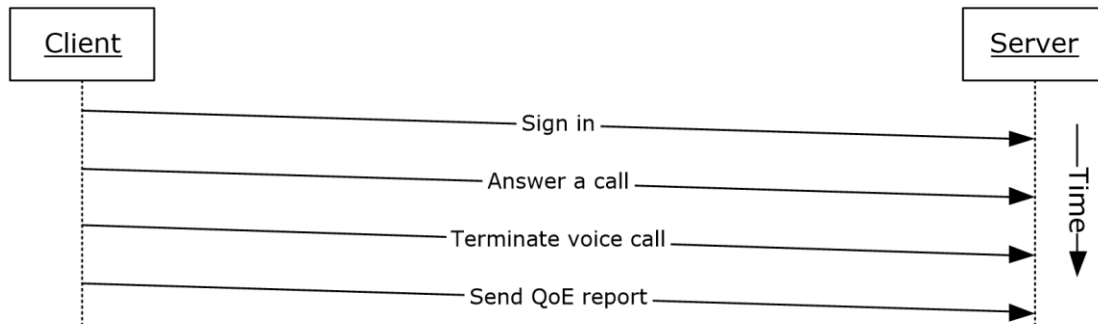 Client
Server
Sign in
Answer a call
Terminate voice call
Send QoE report
Time